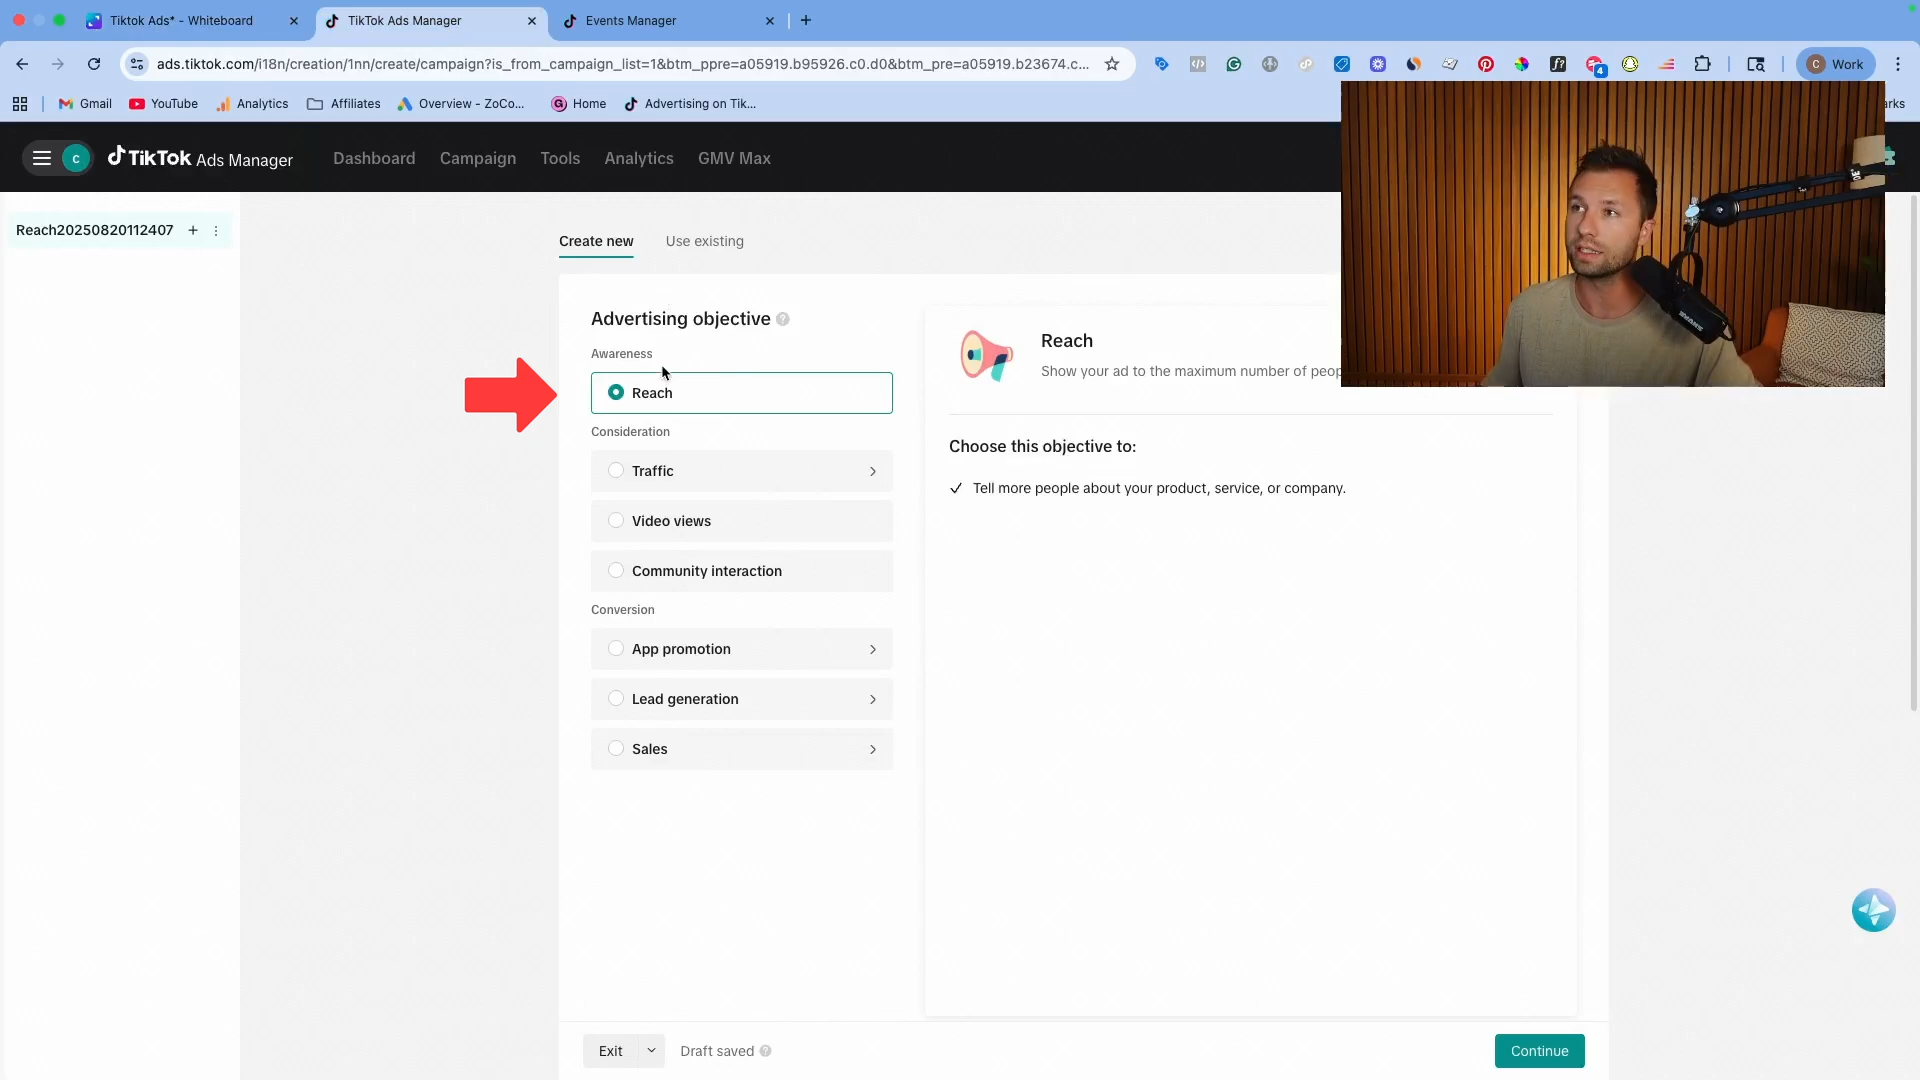 Tiktok Ads* - Whiteboard
TikTok Ads Manager
Events Manager
ads.tiktok.com/i18n/creation/1nn/create/campaign?is_from_campaign_list=1&btm_ppre=a05919.b95926.c0.d0&btm_pre=a05919.b23674.c...
4
C Work
Gmail
YouTube
Analytics
Affiliates
Overview - ZoCo...
Home
Advertising on Tik...
arks
C
TikTok Ads Manager
Dashboard
Campaign
Tools
Analytics
GMV Max
Reach20250820112407
Create new
Use existing
Advertising objective
Awareness
Reach
Consideration
Traffic
Video views
Community interaction
Conversion
App promotion
Lead generation
Sales
Reach
Show your ad to the maximum number of peop
Choose this objective to:
Tell more people about your product, service, or company.
Exit
Draft saved
Continue